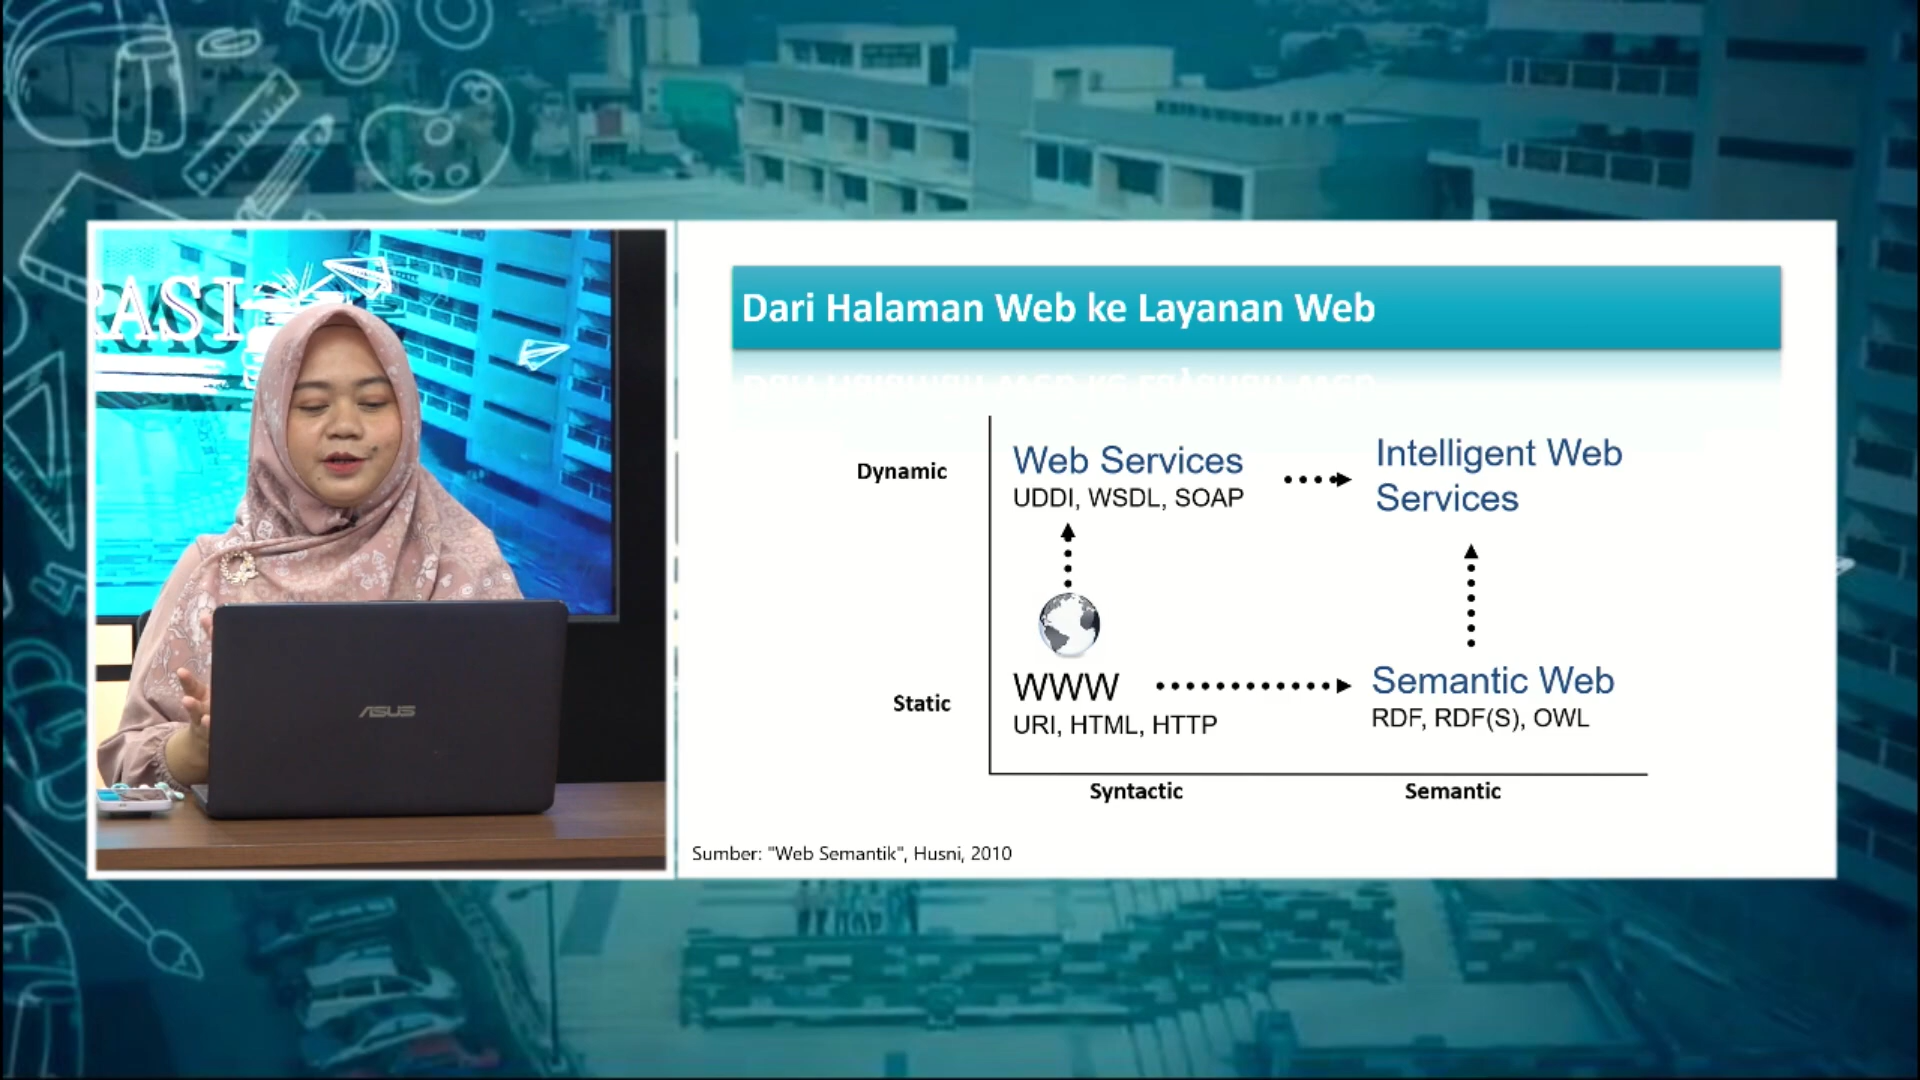 RASI
ASUS
Dari Halaman Web ke Layanan Web
Dynamic
Web Services
UDDI, WSDL, SOAP
Intelligent Web
Services
Static
WWW
URI, HTML, HTTP
Semantic Web
RDF, RDF(S), OWL
Syntactic
Semantic
Sumber: "Web Semantik", Husni, 2010